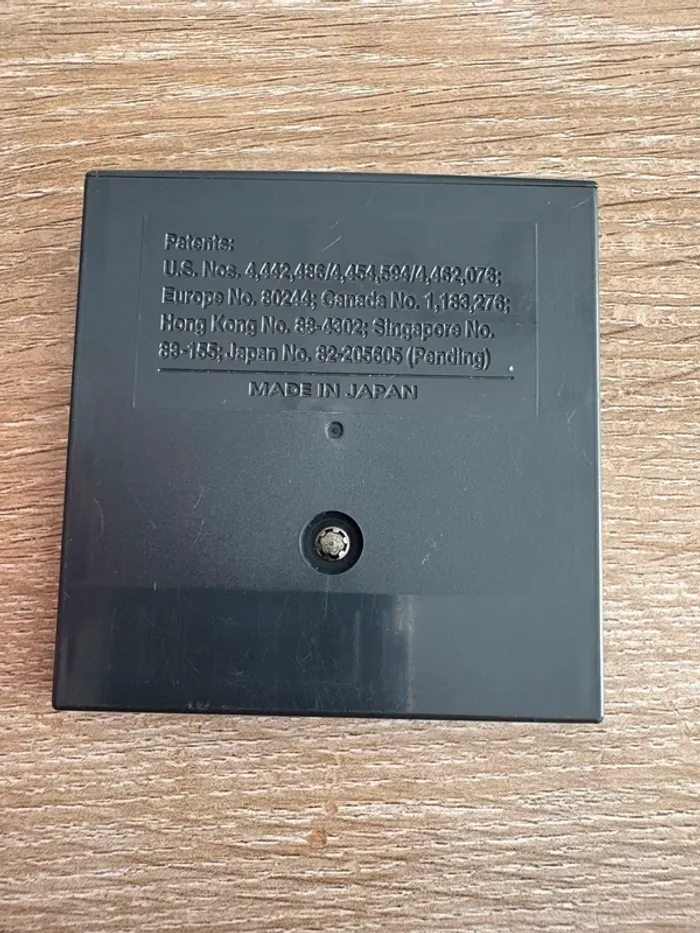 Patents:
U.S. Nos. 4,442,486/4,454,594/4,462,076;
Europe No. 80244; Canada No. 1,183,276;
Hong Kong No. 88-4302; Singapore No.
88-155; Japan No. 82-205605 (Pending)
MADE IN JAPAN